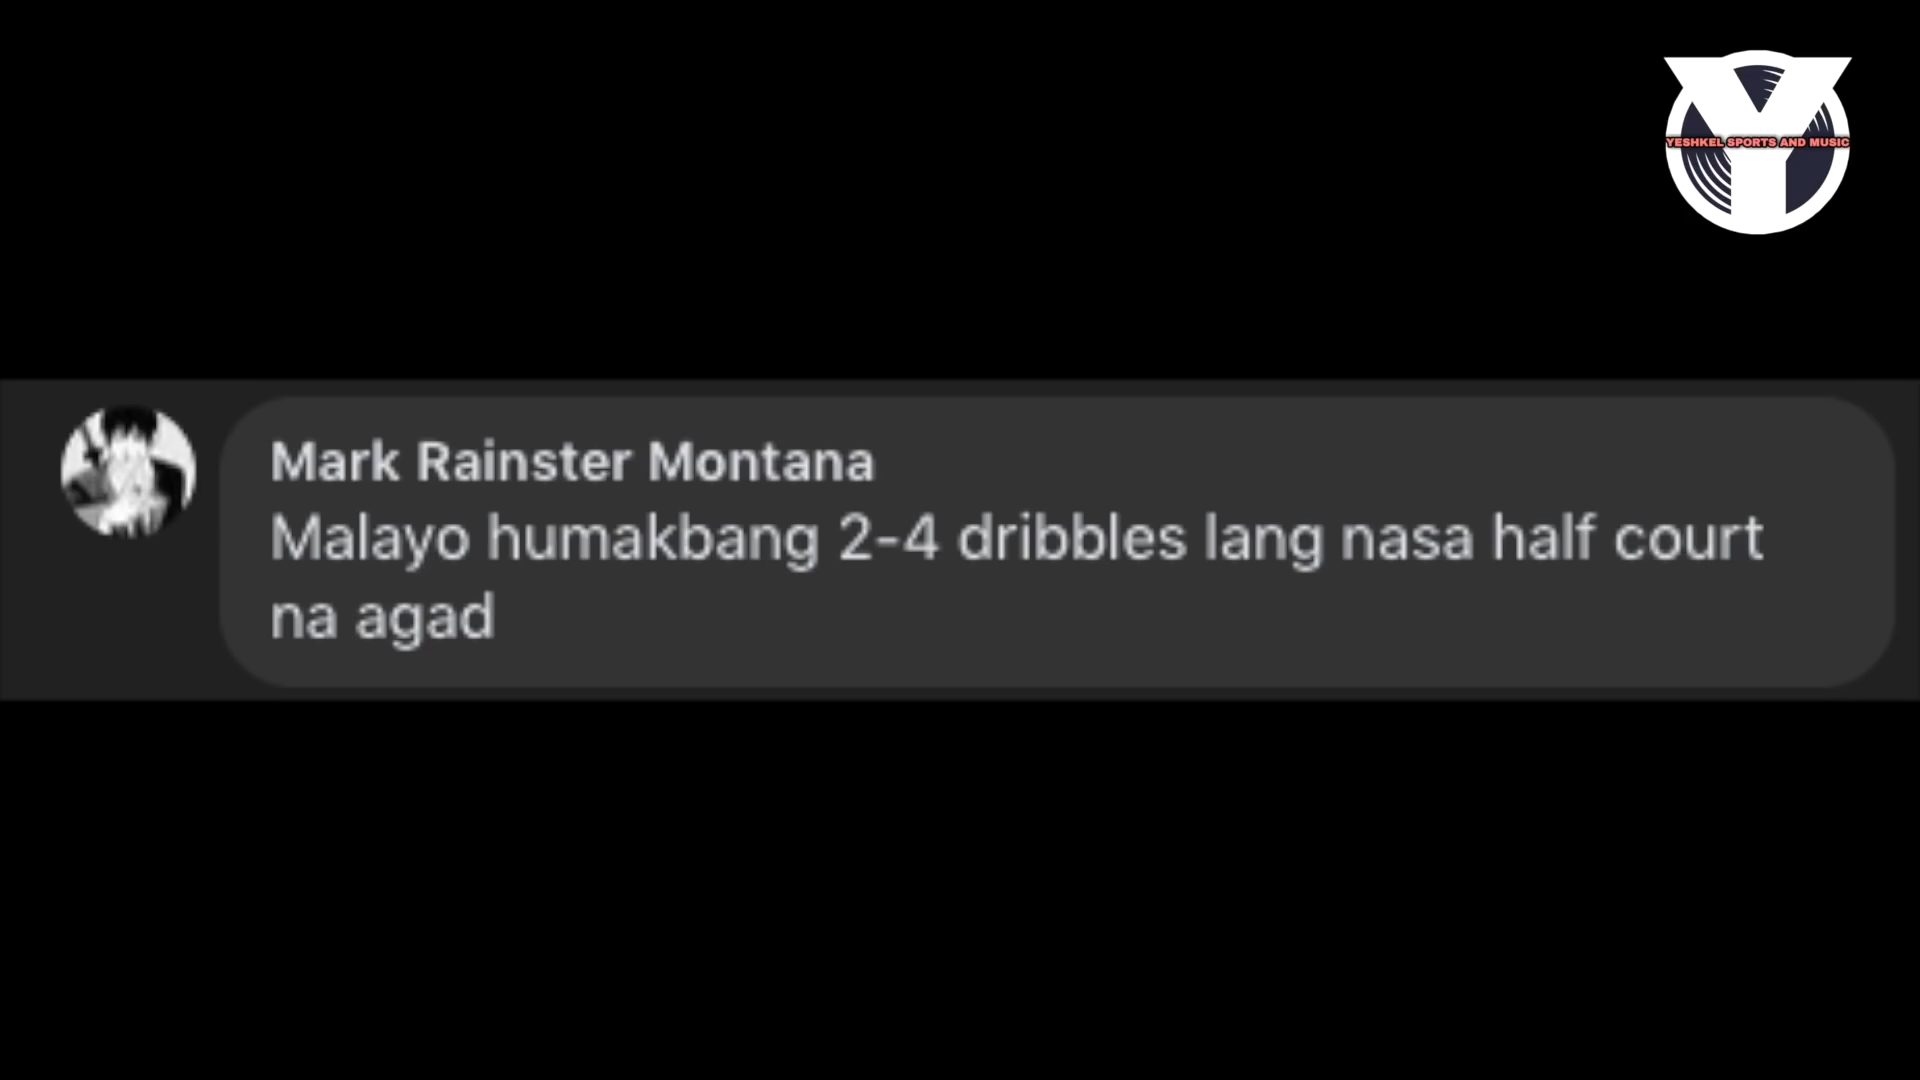 YESHKEL SPORTS AND MUSIC
Mark Rainster Montana
Malayo humakbang 2-4 dribbles lang nasa half court
na agad